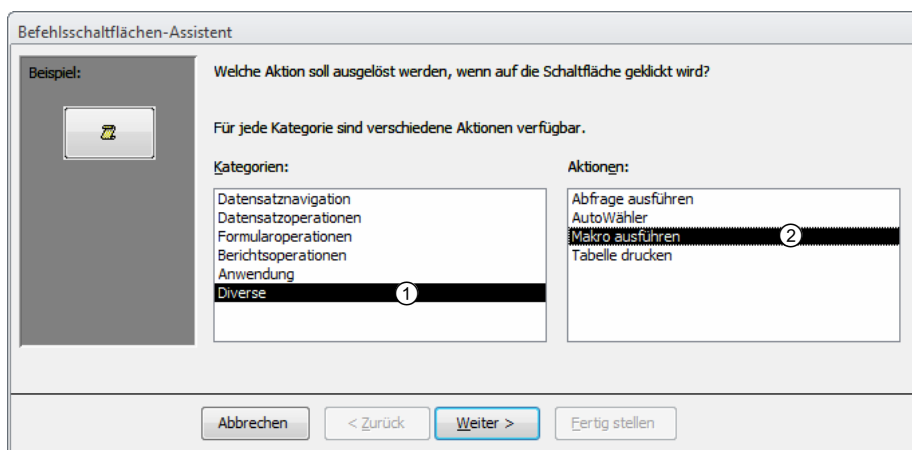 Befehlsschaltflächen-Assistent
Beispiel:
Welche Aktion soll ausgelöst werden, wenn auf die Schaltfläche geklickt wird?
Für jede Kategorie sind verschiedene Aktionen verfügbar.
Kategorien:
Datensatznavigation
Datensatzoperationen
Formularoperationen
Berichtsoperationen
Anwendung
Diverse 1
Aktionen:
Abfrage ausführen
AutoWähler
Makro ausführen 2
Tabelle drucken
Abbrechen
< Zurück
Weiter >
Fertig stellen